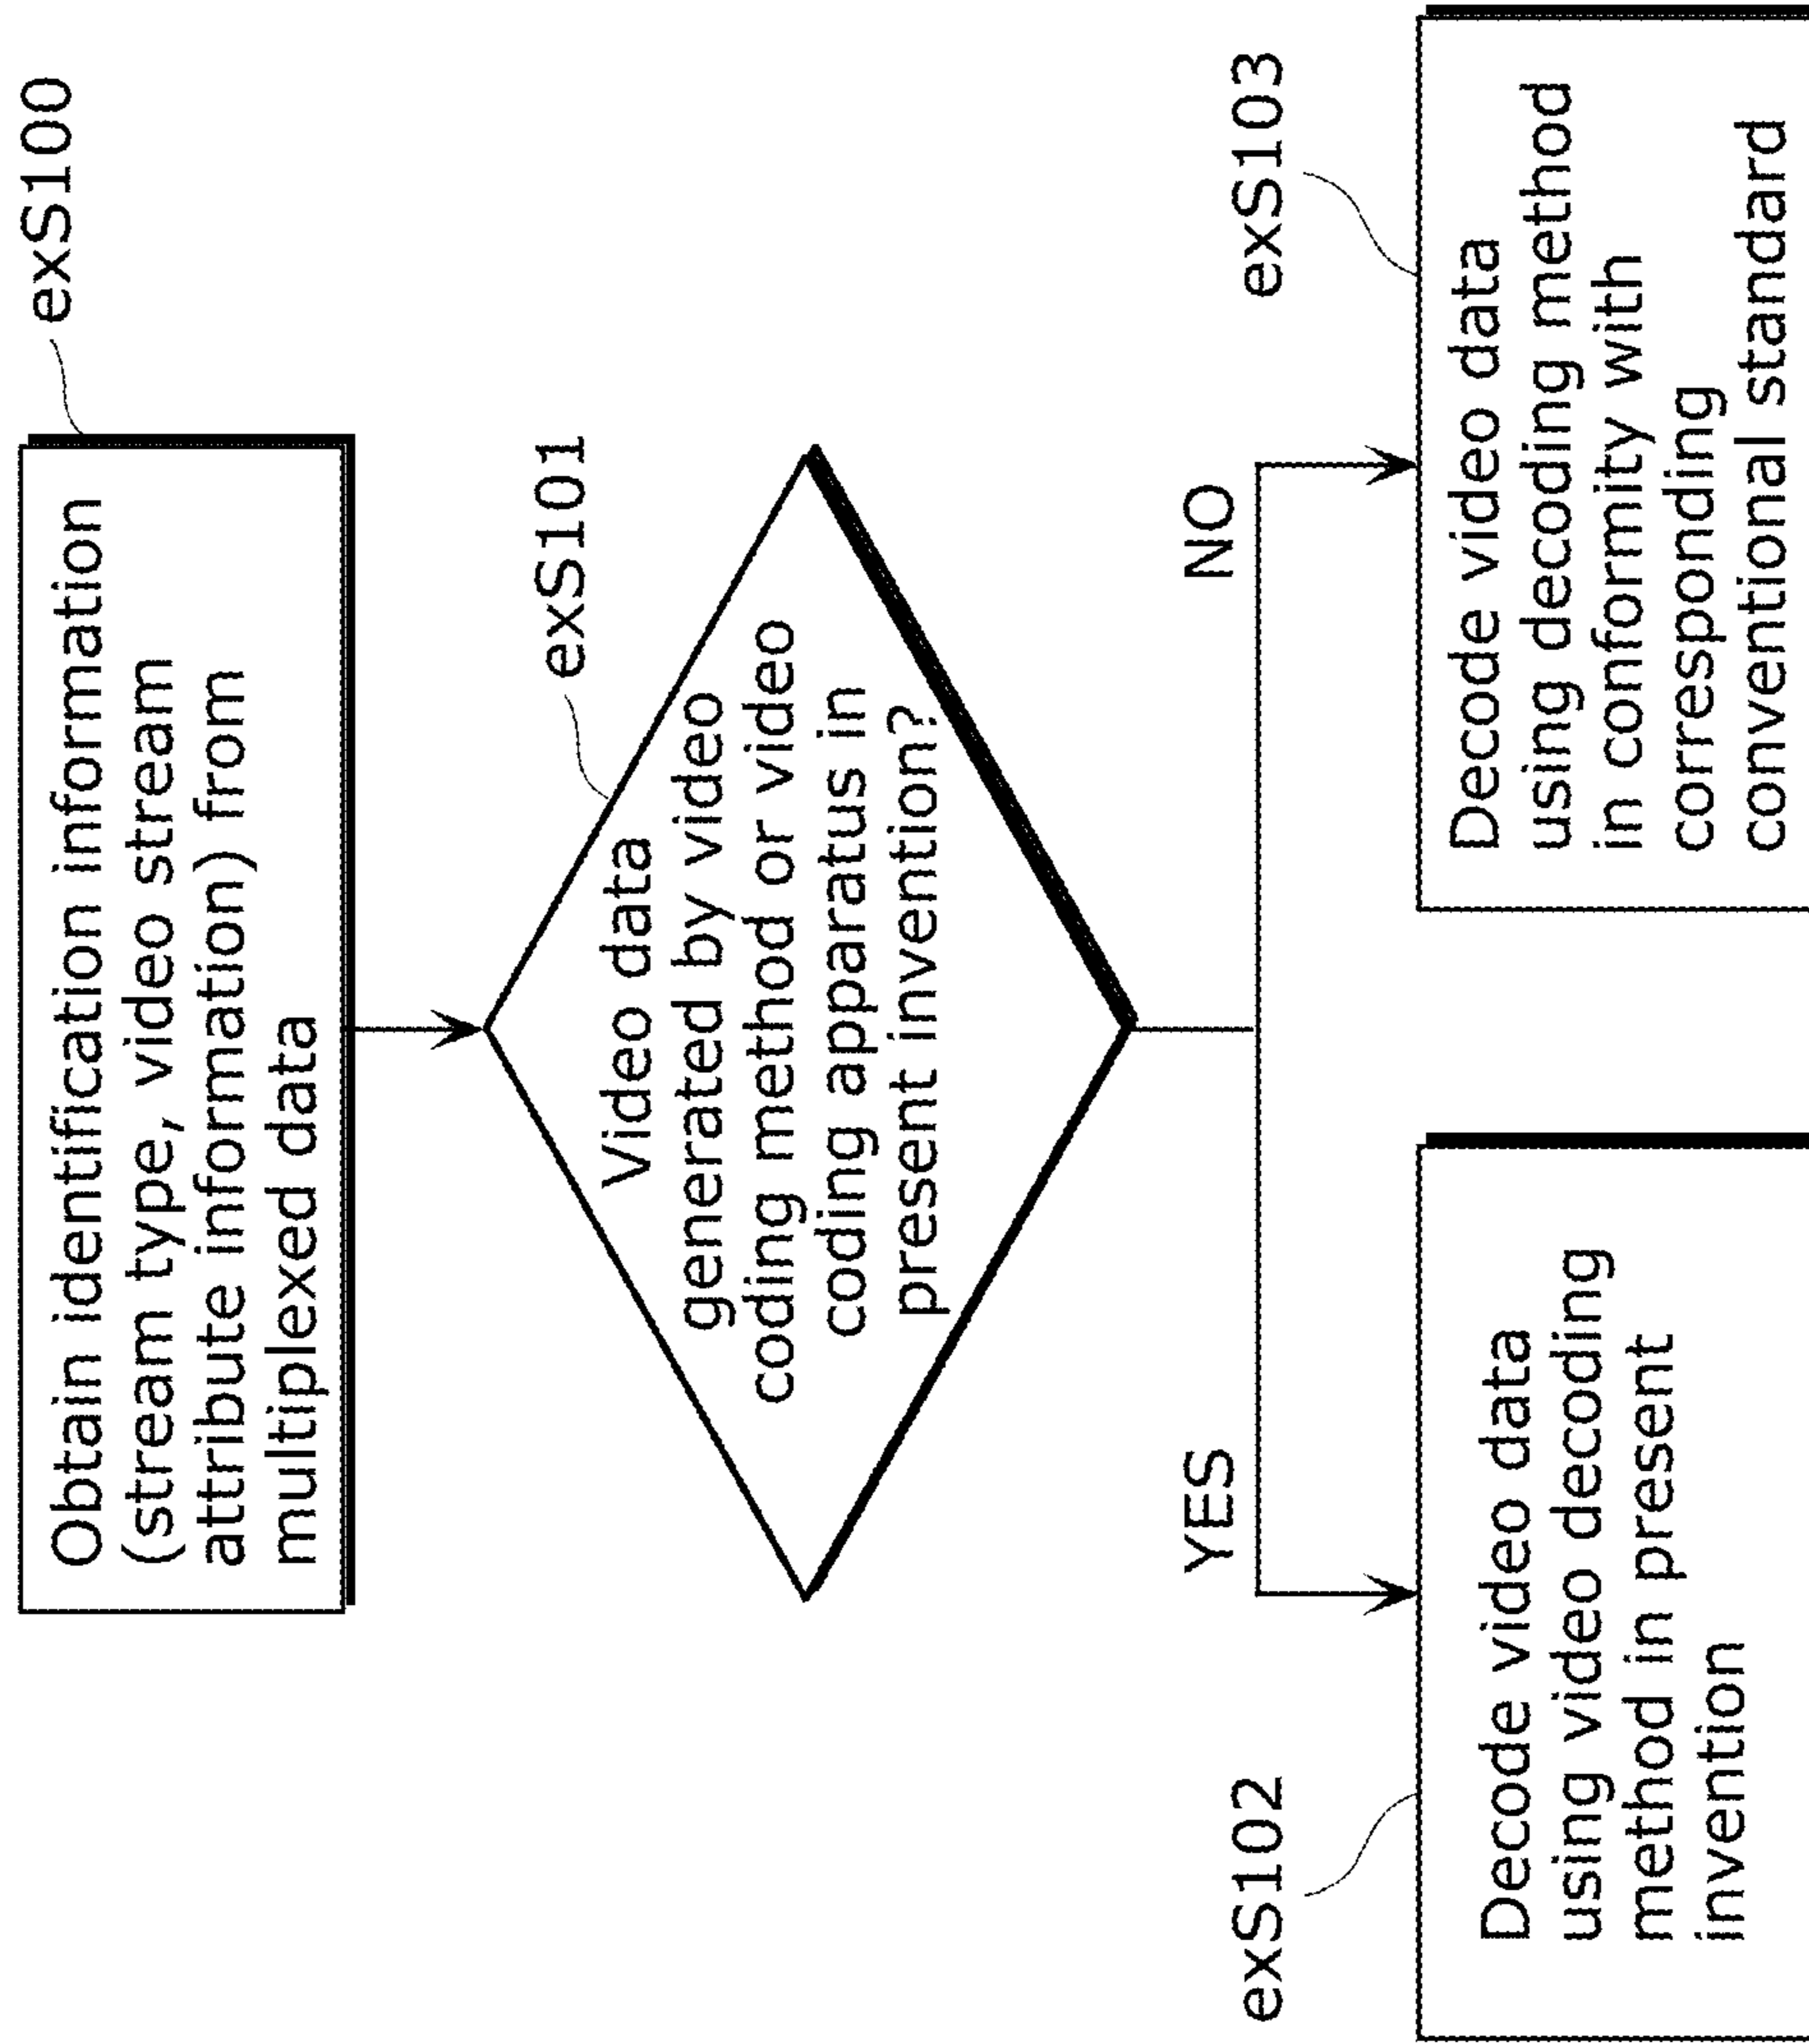 exS100
Obtain identification information
(stream type, video stream
attribute information) from
multiplexed data
exS101
Video data
generated by video
coding method or video
coding apparatus in
present invention?
YES
NO
exS102
Decode video data
using video decoding
method in present
invention
exS103
Decode video data
using decoding method
in conformity with
corresponding
conventional standard